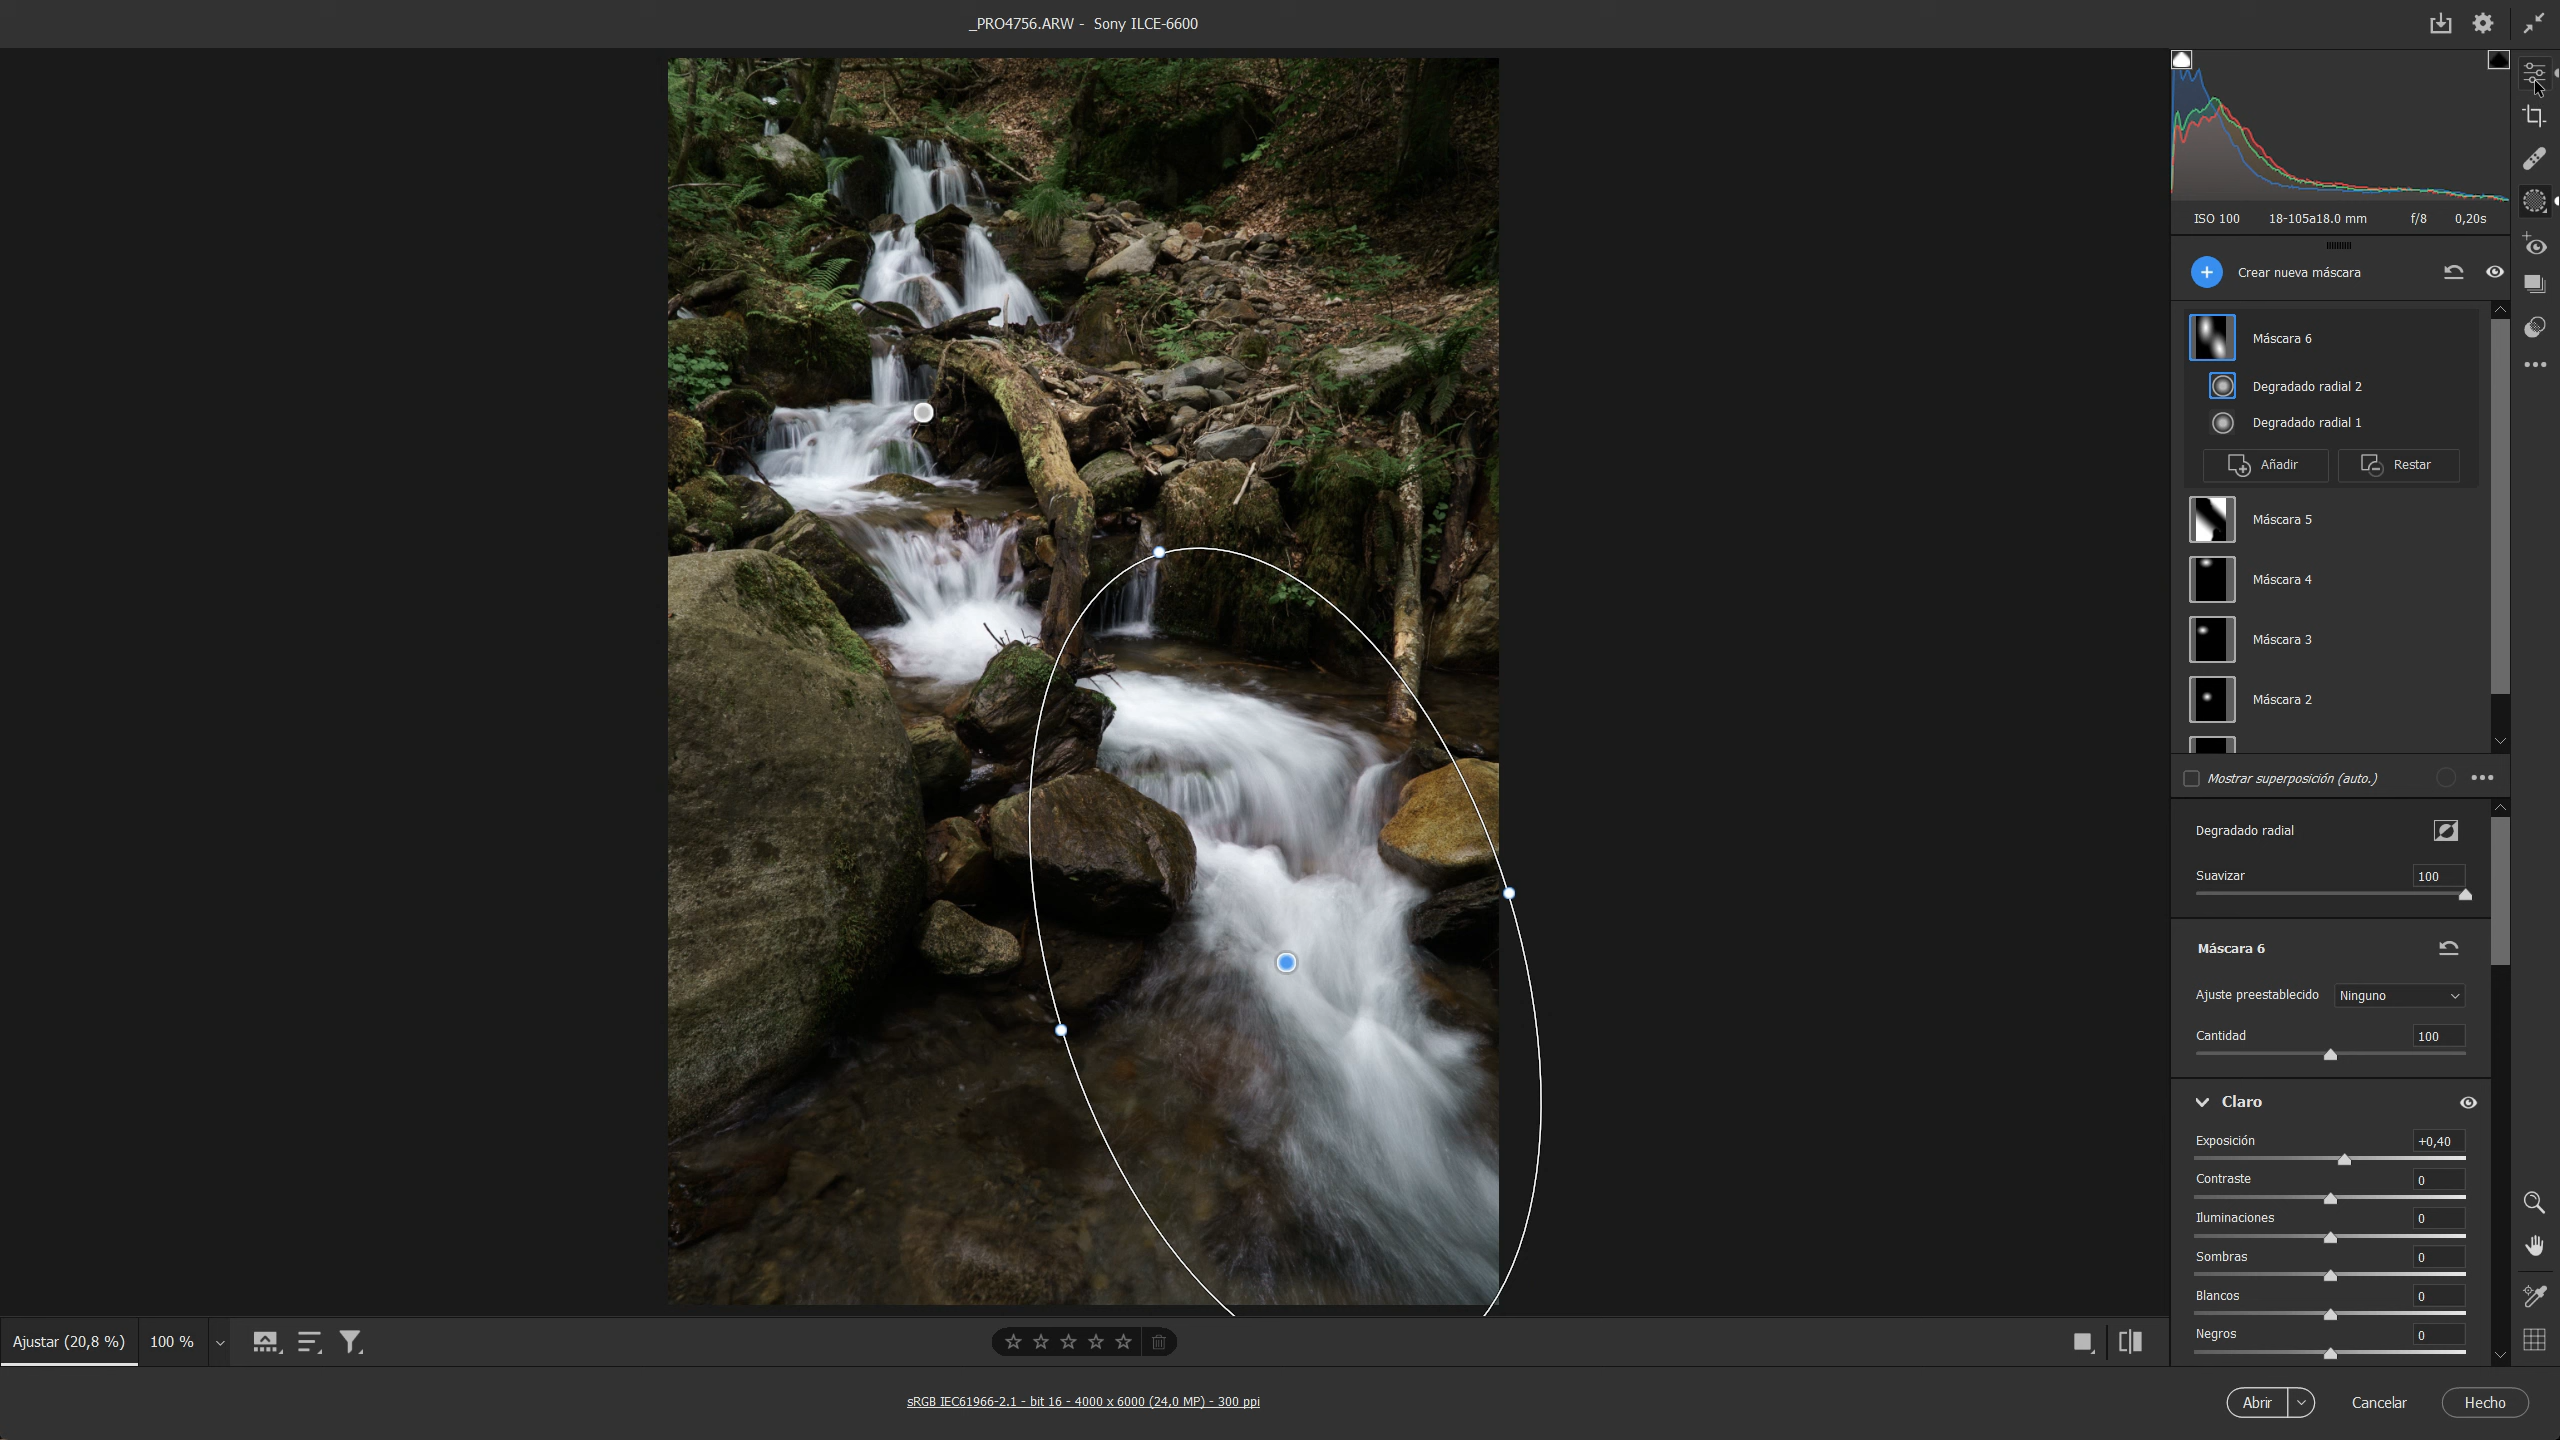 _PRO4756.ARW - Sony ILCE-6600
ISO 100 18-105a18.0 mm f/8 0,20s
Crear nueva máscara
Máscara 6
Degradado radial 2
Degradado radial 1
Añadir Restar
Máscara 5
Máscara 4
Máscara 3
Máscara 2
Mostrar superposición (auto.)
Degradado radial
Suavizar 100
Máscara 6
Ajuste preestablecido Ninguno
Cantidad 100
Claro
Exposición +0,40
Contraste 0
Iluminaciones 0
Sombras 0
Blancos 0
Negros 0
Ajustar (20,8 %) 100 %
sRGB IEC61966-2.1 - bit 16 - 4000 x 6000 (24,0 MP) - 300 ppi
Abrir Cancelar Hecho